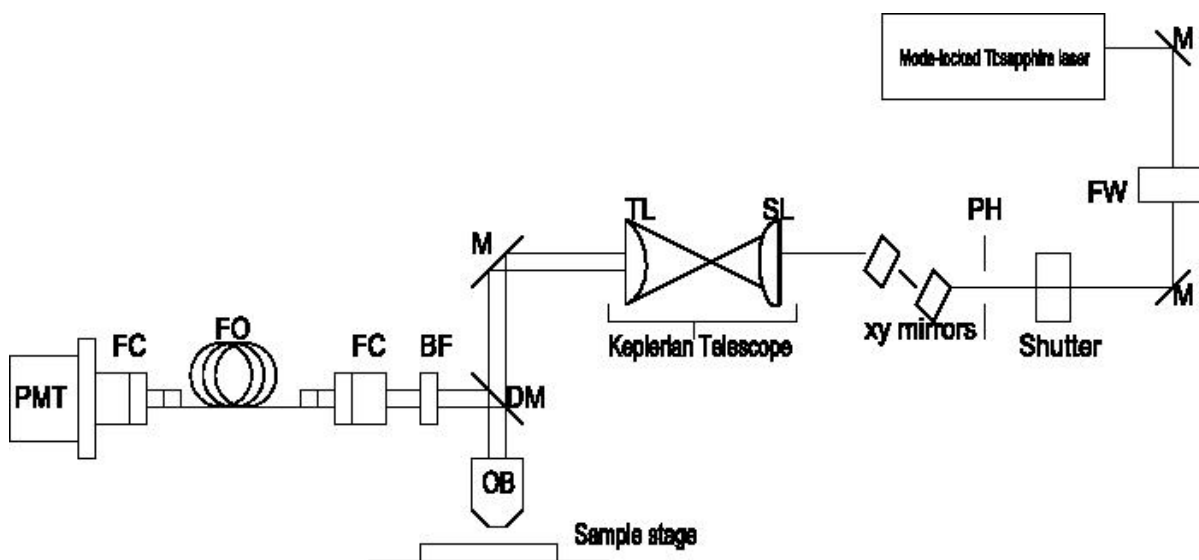 Mode-locked Ti:sapphire laser
M
FW
TL
SL
PH
M
M
xy mirrors
Shutter
Keplerian Telescope
FO
FC
FC
BF
PMT
DM
OB
Sample stage